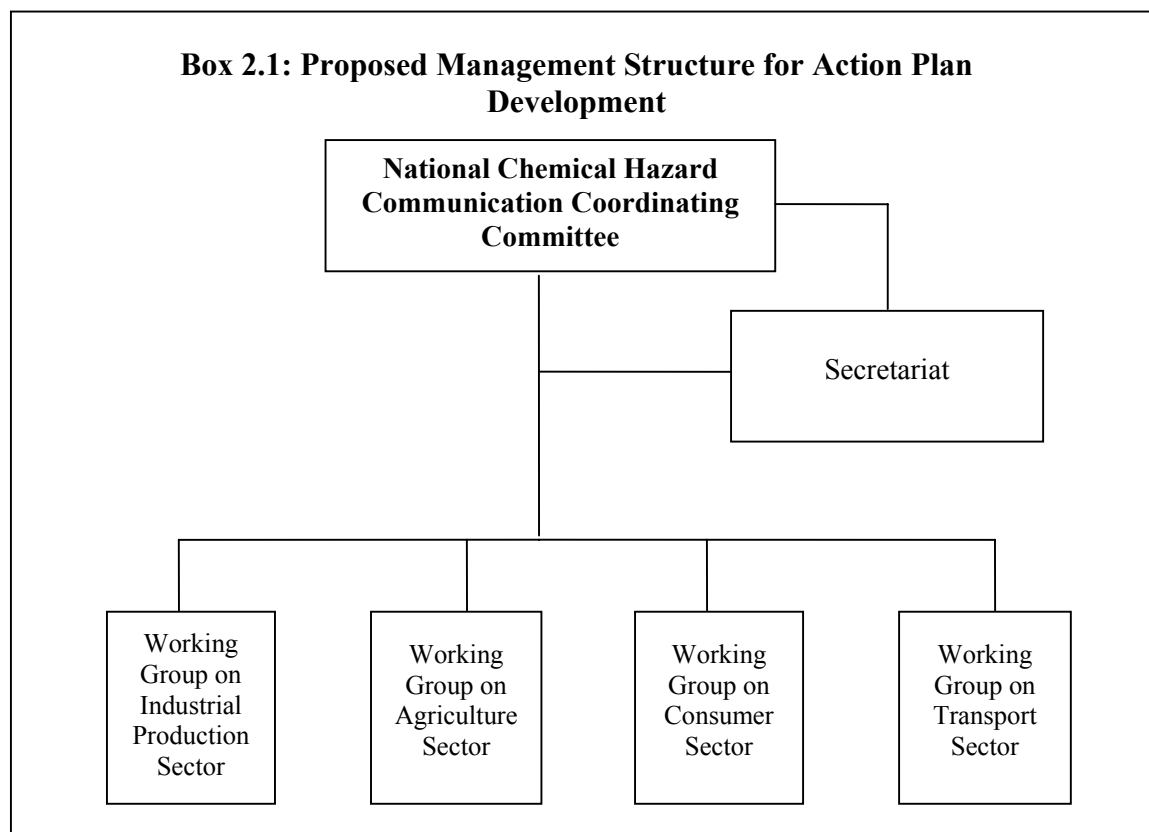 Box 2.1: Proposed Management Structure for Action Plan
Development
National Chemical Hazard
Communication Coordinating
Committee
Secretariat
Working
Group on
Industrial
Production
Sector
Working
Group on
Agriculture
Sector
Working
Group on
Consumer
Sector
Working
Group on
Transport
Sector